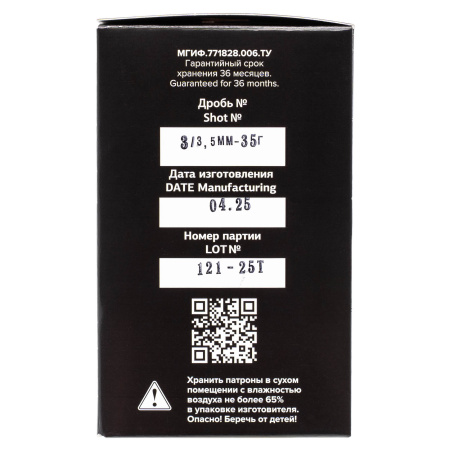 МГИФ.771828.006.ТУ
Гарантийный срок
хранения 36 месяцев.
Guaranteed for 36 months.
Дробь №
Shot №
3/3,5ММ-35Г
Дата изготовления
DATE Manufacturing
04.25
Номер партии
LOT№
121-25Т
Хранить патроны в сухом
помещении с влажностью
воздуха не более 65%
в упаковке изготовителя.
Опасно! Беречь от детей!